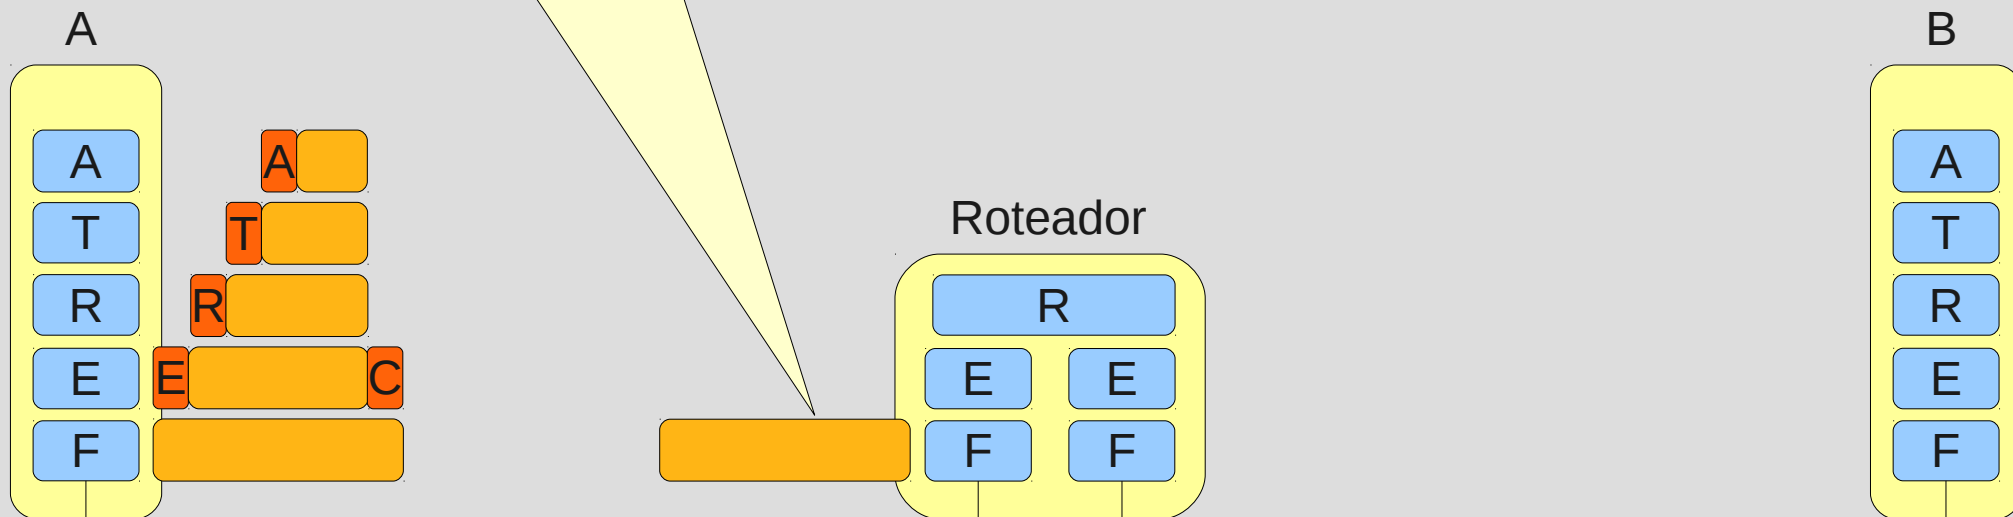 A
B
A A A
T T Roteador T
R R R R
E E C E E E
F F F F